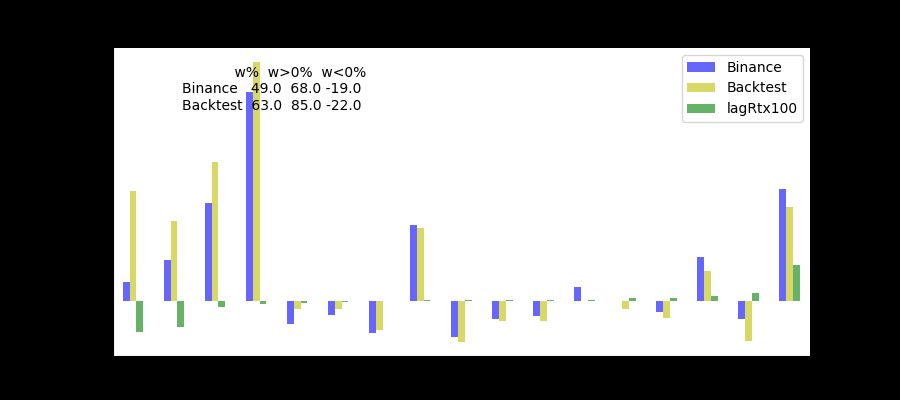 w% w>0% w<0%
Binance 49.0 68.0 -19.0
Backtest 63.0 85.0 -22.0
Binance
Backtest
lagRtx100